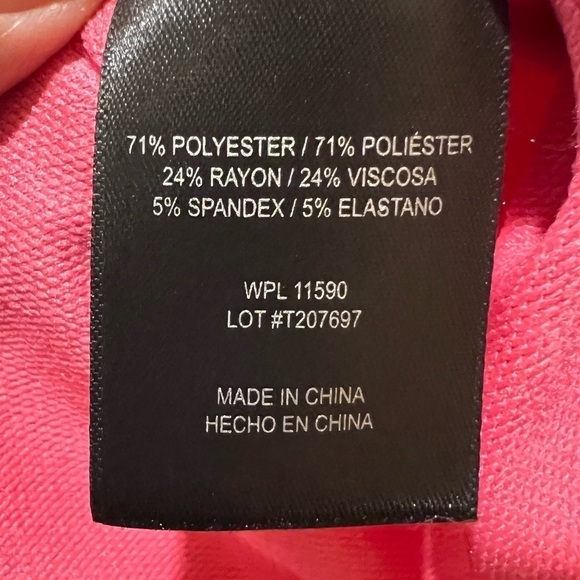 71% POLYESTER / 71% POLIÉSTER
24% RAYON / 24% VISCOSA
5% SPANDEX / 5% ELASTANO
WPL 11590
LOT #T207697
MADE IN CHINA
HECHO EN CHINA